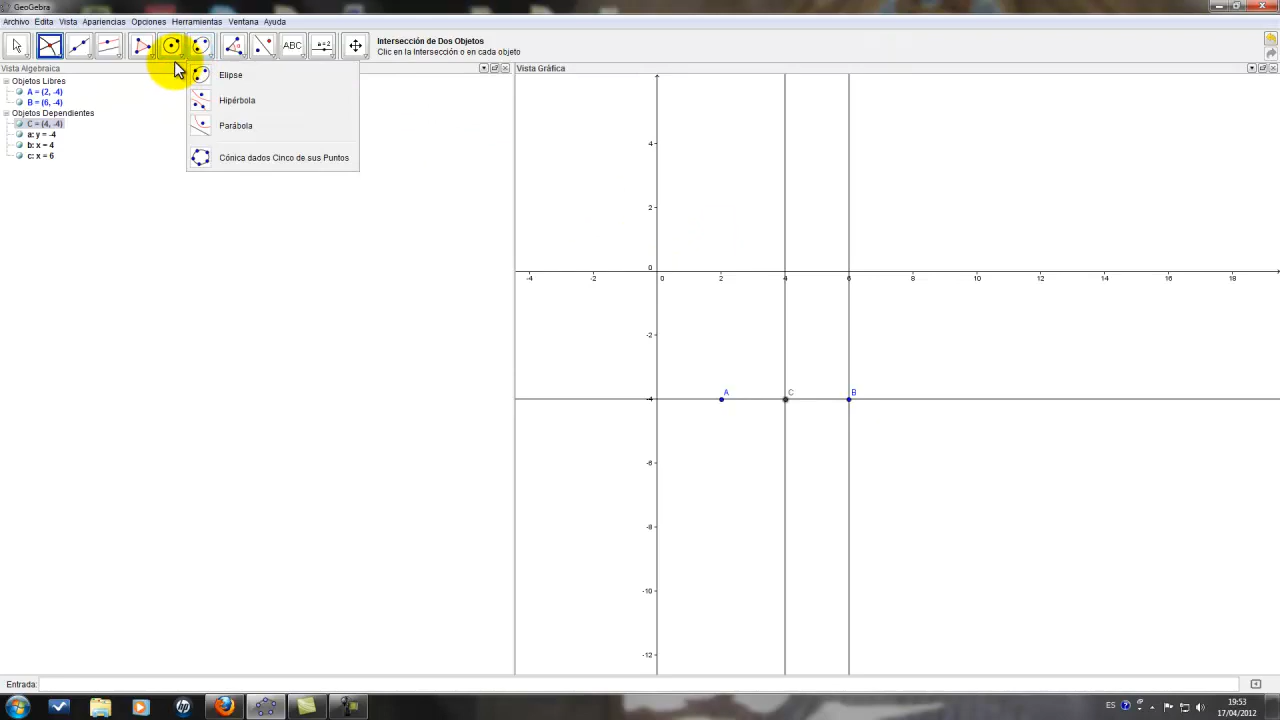 GeoGebra
Archivo Edita Vista Apariencias Opciones Herramientas Ventana Ayuda
ABC
a=2
Intersección de Dos Objetos
Clic en la Intersección o en cada objeto
Vista Algebraica
Vista Gráfica
Objetos Libres
A = (2, -4)
B = (6, -4)
Objetos Dependientes
C = (4, -4)
a: y = -4
b: x = 4
c: x = 6
Elipse
Hipérbola
Parábola
Cónica dados Cinco de sus Puntos
4
2
0
-4 -2 0 2 4 6 8 10 12 14 16 18
-2
A C B
-4
-6
-8
-10
-12
Entrada:
hp
ES
19:53
17/04/2012